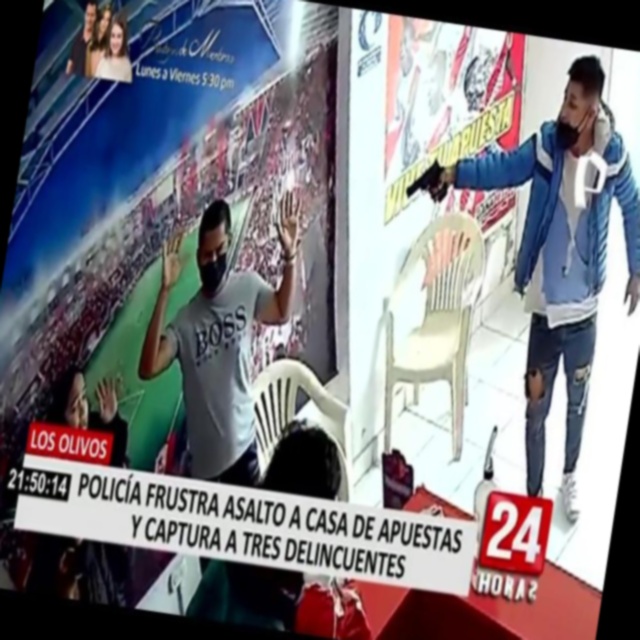 Lunes a Viernes 5:30 pm
BOSS
LOS OLIVOS
21:50:14
POLICÍA FRUSTRA ASALTO A CASA DE APUESTAS
Y CAPTURA A TRES DELINCUENTES
24
HORAS